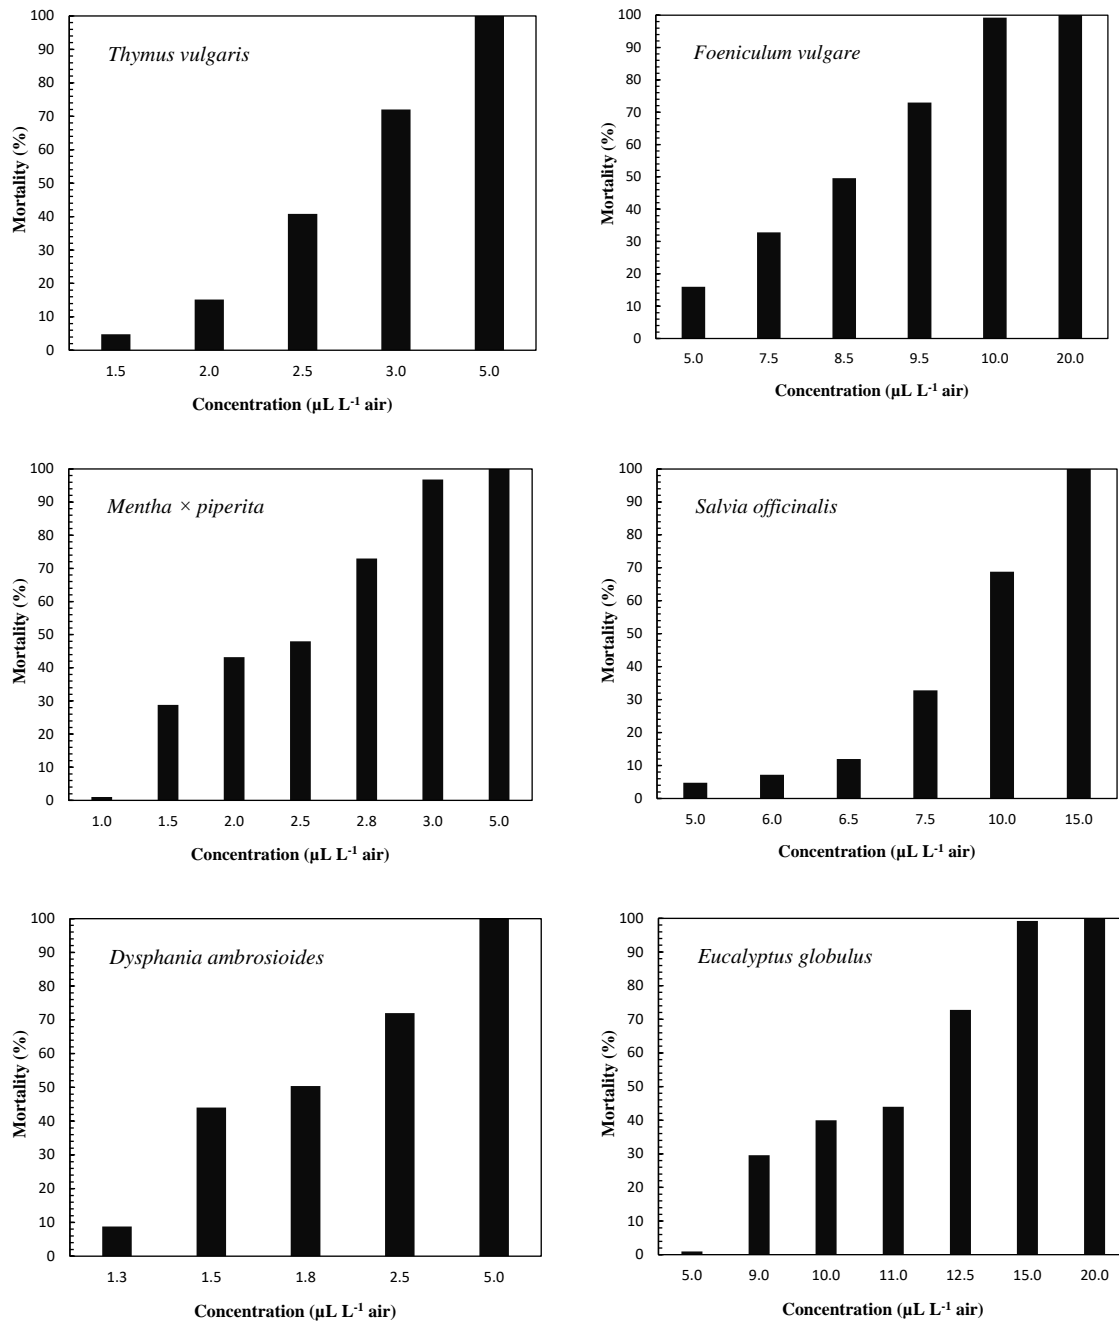 Thymus vulgaris
Mortality (%)
100
90
80
70
60
50
40
30
20
10
0
1.5 2.0 2.5 3.0 5.0
Concentration (µL L-1 air)
Foeniculum vulgare
Mortality (%)
100
90
80
70
60
50
40
30
20
10
0
5.0 7.5 8.5 9.5 10.0 20.0
Concentration (µL L-1 air)
Mentha × piperita
Mortality (%)
100
90
80
70
60
50
40
30
20
10
0
1.0 1.5 2.0 2.5 2.8 3.0 5.0
Concentration (µL L-1 air)
Salvia officinalis
Mortality (%)
100
90
80
70
60
50
40
30
20
10
0
5.0 6.0 6.5 7.5 10.0 15.0
Concentration (µL L-1 air)
Dysphania ambrosioides
Mortality (%)
100
90
80
70
60
50
40
30
20
10
0
1.3 1.5 1.8 2.5 5.0
Concentration (µL L-1 air)
Eucalyptus globulus
Mortality (%)
100
90
80
70
60
50
40
30
20
10
0
5.0 9.0 10.0 11.0 12.5 15.0 20.0
Concentration (µL L-1 air)